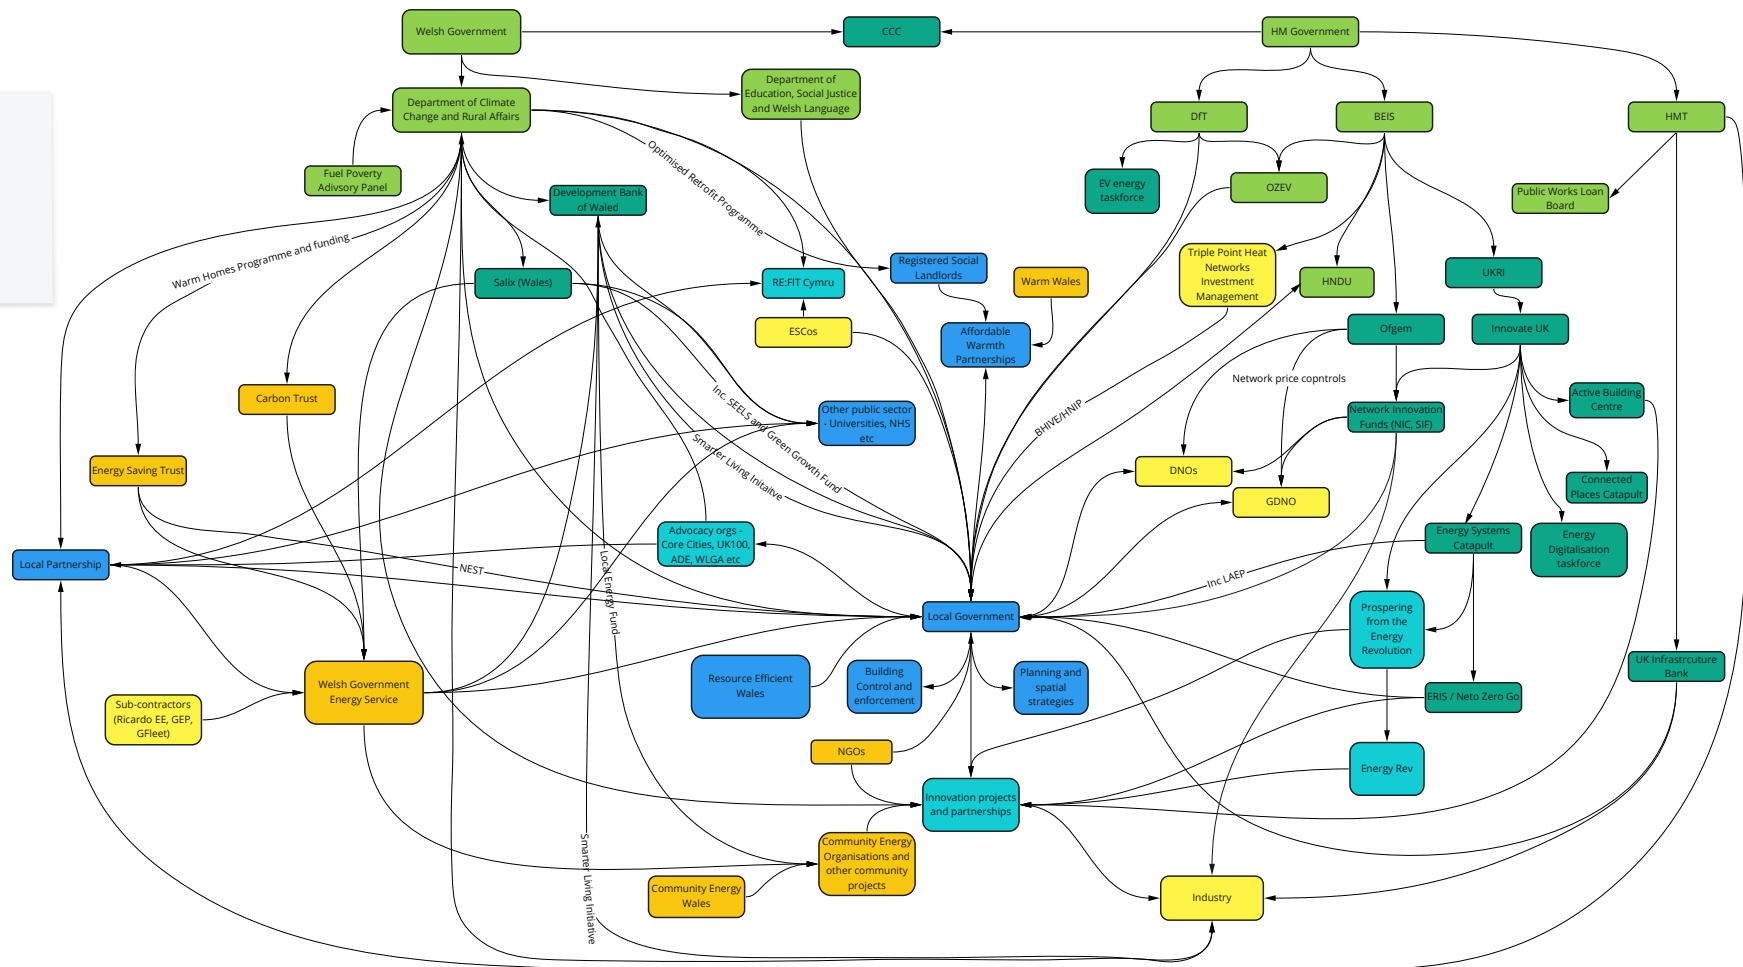 Welsh Government
CCC
HM Government
Department of
Education, Social Justice
and Welsh Language
Department of Climate
Change and Rural Affairs
DfT
BEIS
HMT
Optimised Retrofit Programme
Fuel Poverty
Adivsory Panel
Development Bank
of Waled
EV energy
taskforce
OZEV
Public Works Loan
Board
Warm Homes Programme and funding
Salix (Wales)
RE:FIT Cymru
Registered Social
Landlords
Warm Wales
Triple Point Heat
Networks
Investment
Management
HNDU
UKRI
ESCos
Affordable
Warmth
Partnerships
Ofgem
Innovate UK
Network price copntrols
Carbon Trust
Inc. SEELS and Green Growth Fund
Other public sector
- Universities, NHS
etc
BHIVE/HNIP
Network Innovation
Funds (NIC, SIF)
Active Building
Centre
Smarter Living Initaitve
Energy Saving Trust
DNOs
GDNO
Connected
Places Catapult
Advocacy orgs -
Core Cities, UK100,
ADE, WLGA etc
Energy Systems
Catapult
Energy
Digitalisation
taskforce
Local Partnership
NEST
Local Energy Fund
Inc LAEP
Local Government
Prospering
from the
Energy
Revolution
Welsh Government
Energy Service
Resource Efficient
Wales
Building
Control and
enforcement
Planning and
spatial
strategies
UK Infrastrcuture
Bank
ERIS / Neto Zero Go
Sub-contractors
(Ricardo EE, GEP,
GFleet)
NGOs
Energy Rev
Innovation projects
and partnerships
Smarter Living Initiative
Community Energy
Organisations and
other community
projects
Community Energy
Wales
Industry